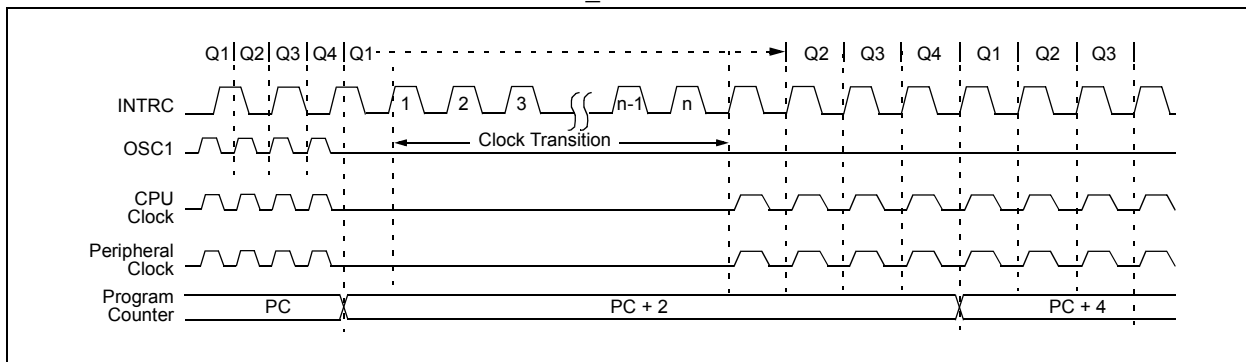 Q1 Q2 Q3 Q4 Q1 Q2 Q3 Q4 Q1 Q2 Q3
INTRC 1 2 3 n-1 n
OSC1 Clock Transition
CPU
Clock
Peripheral
Clock
Program
Counter PC PC + 2 PC + 4